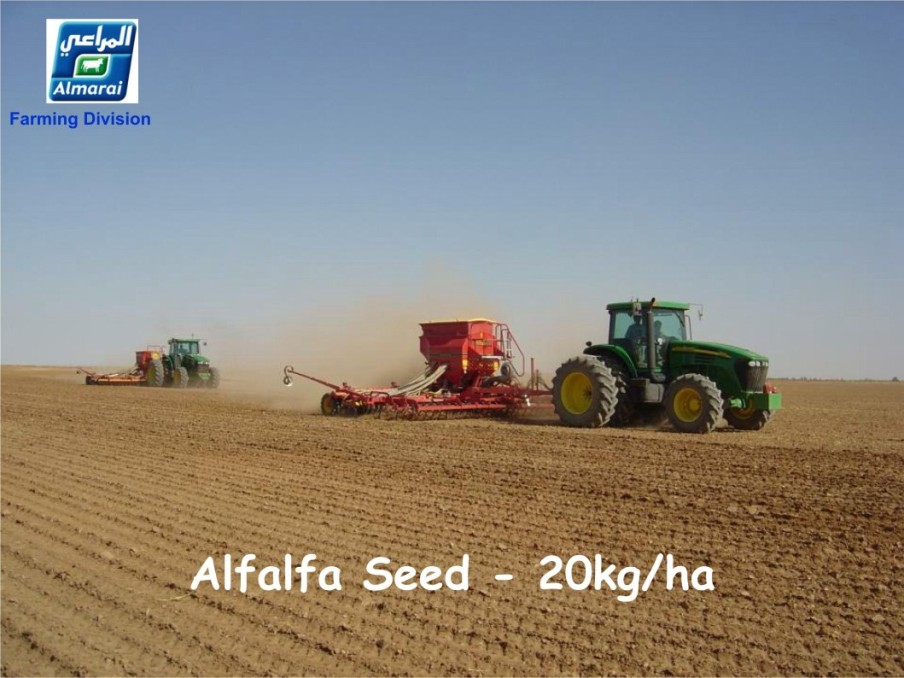 المراعي
Almarai
Farming Division
Alfalfa Seed - 20kg/ha